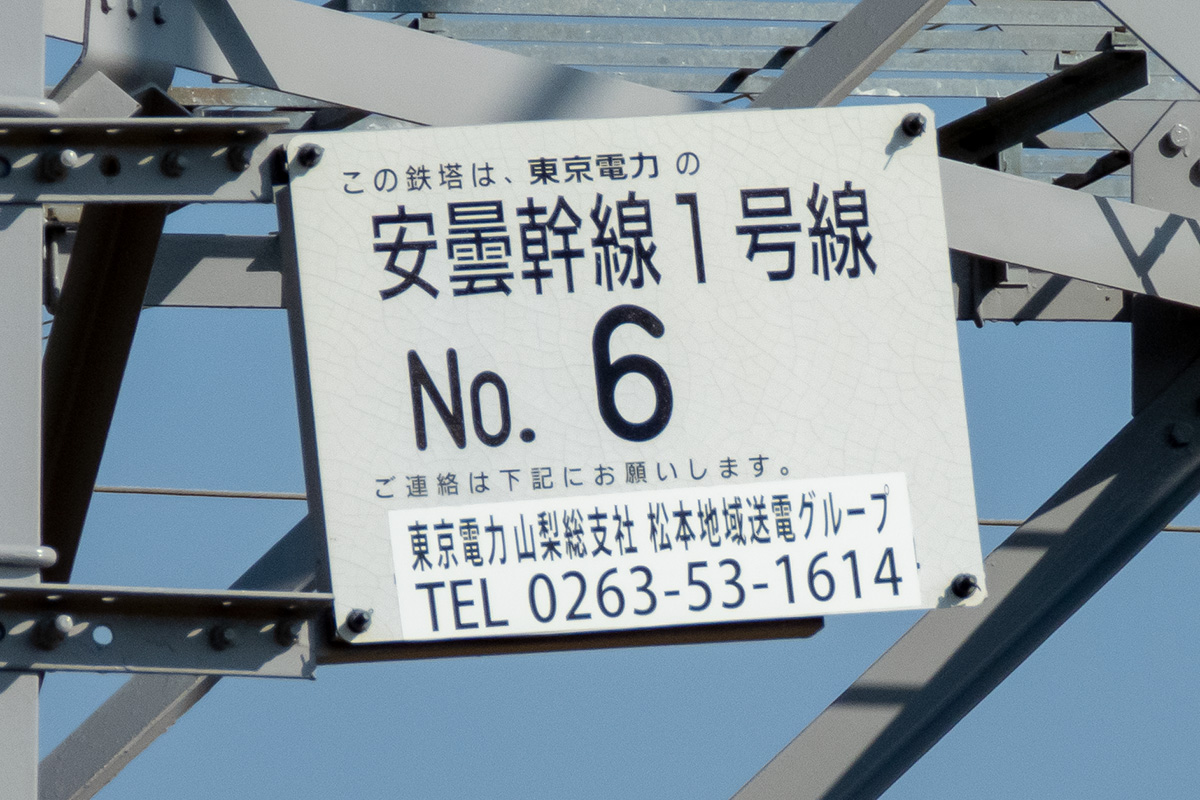 この鉄塔は、東京電力の
安曇幹線1号線
No. 6
ご連絡は下記にお願いします。
東京電力山梨総支社 松本地域送電グループ
TEL 0263-53-1614